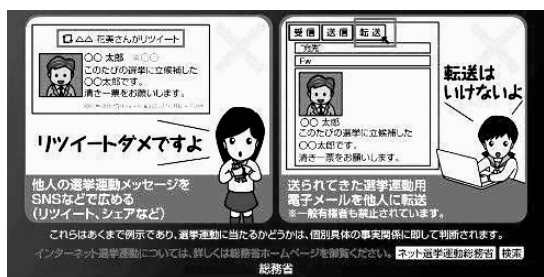 △△ 花美さんがリツイート
〇〇 太郎
このたびの選挙に立候補した
〇〇太郎です。
清き一票をお願いします。
リツイートダメですよ
他人の選挙運動メッセージを
SNSなどで広める
(リツイート、シェアなど)
受信 送信 転送
宛先
Fw
〇〇 太郎
このたびの選挙に立候補した
〇〇太郎です。
清き一票をお願いします。
転送は
いけないよ
送られてきた選挙運動用
電子メールを他人に転送
※一般有権者も禁止されています。
これらはあくまで例示であり、選挙運動に当たるかどうかは、個別具体の事実関係に即して判断されます。
インターネット選挙運動については、詳しくは総務省ホームページを御覧ください。 ネット選挙運動総務省 検索
総務省